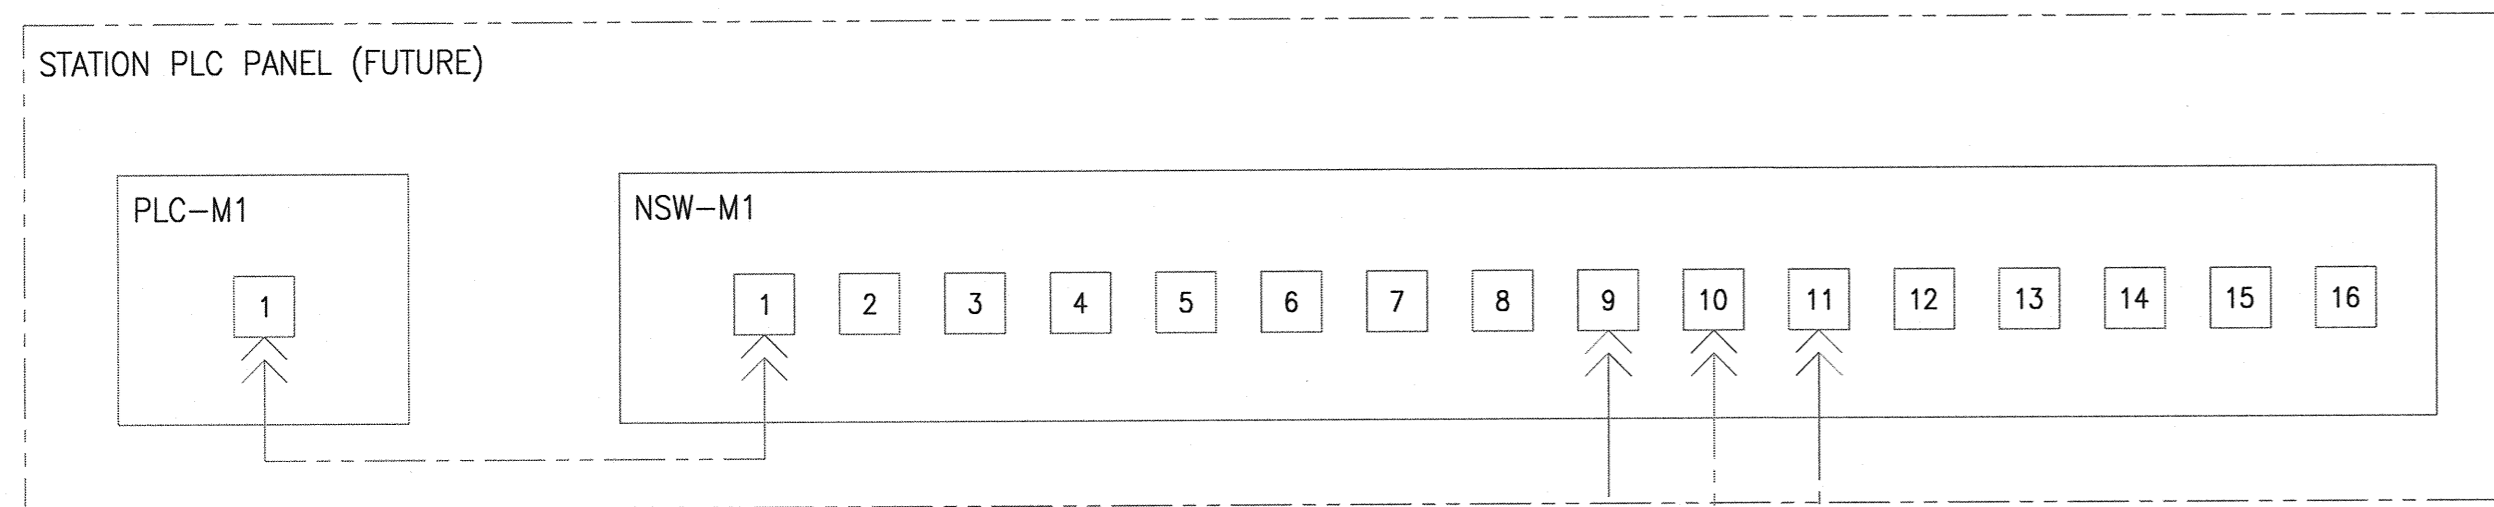 STATION PLC PANEL (FUTURE)
PLC-M1
1
NSW-M1
1 2 3 4 5 6 7 8 9 10 11 12 13 14 15 16